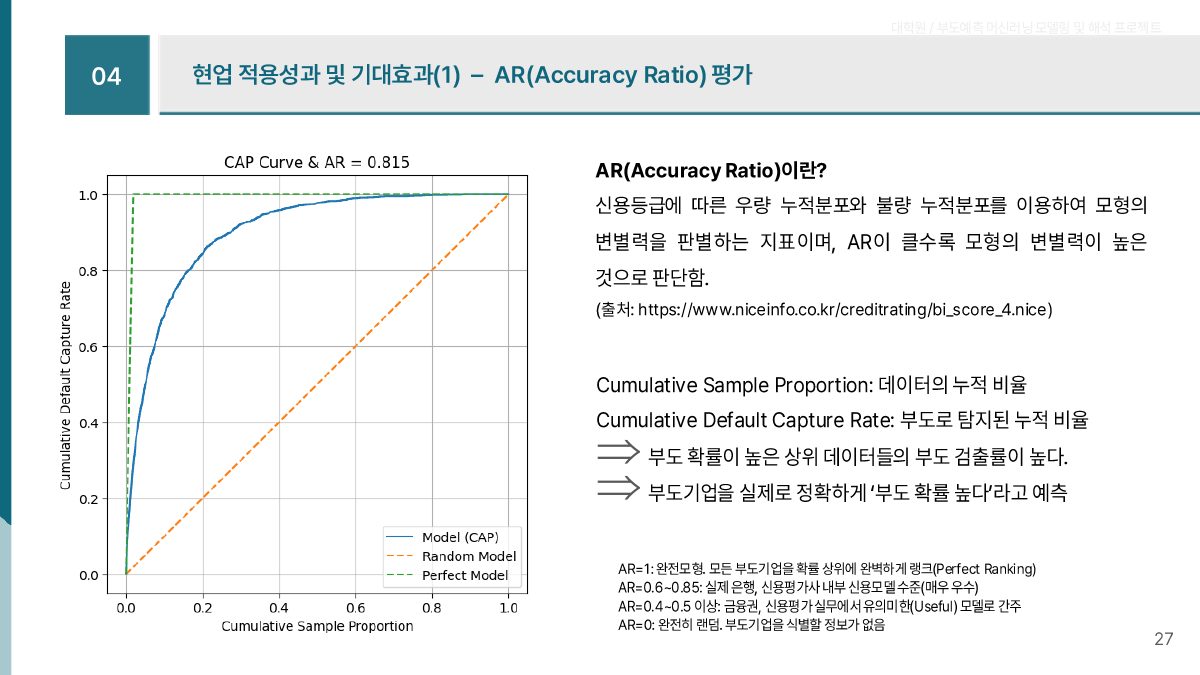 대학원 / 부도예측 머신러닝 모델링 및 해석 프로젝트
04
현업 적용성과 및 기대효과(1) – AR(Accuracy Ratio) 평가
CAP Curve & AR = 0.815
1.0
0.8
0.6
0.4
0.2
0.0
Cumulative Default Capture Rate
Model (CAP)
Random Model
Perfect Model
0.0 0.2 0.4 0.6 0.8 1.0
Cumulative Sample Proportion
AR(Accuracy Ratio)이란?
신용등급에 따른 우량 누적분포와 불량 누적분포를 이용하여 모형의
변별력을 판별하는 지표이며, AR이 클수록 모형의 변별력이 높은
것으로 판단함.
(출처: https://www.niceinfo.co.kr/creditrating/bi_score_4.nice)
Cumulative Sample Proportion: 데이터의 누적 비율
Cumulative Default Capture Rate: 부도로 탐지된 누적 비율
부도 확률이 높은 상위 데이터들의 부도 검출률이 높다.
부도기업을 실제로 정확하게 ‘부도 확률 높다’라고 예측
AR=1: 완전모형. 모든 부도기업을 확률 상위에 완벽하게 랭크(Perfect Ranking)
AR=0.6~0.85: 실제 은행, 신용평가사 내부 신용모델 수준(매우 우수)
AR=0.4~0.5 이상: 금융권, 신용평가 실무에서 유의미한(Useful) 모델로 간주
AR=0: 완전히 랜덤. 부도기업을 식별할 정보가 없음
27